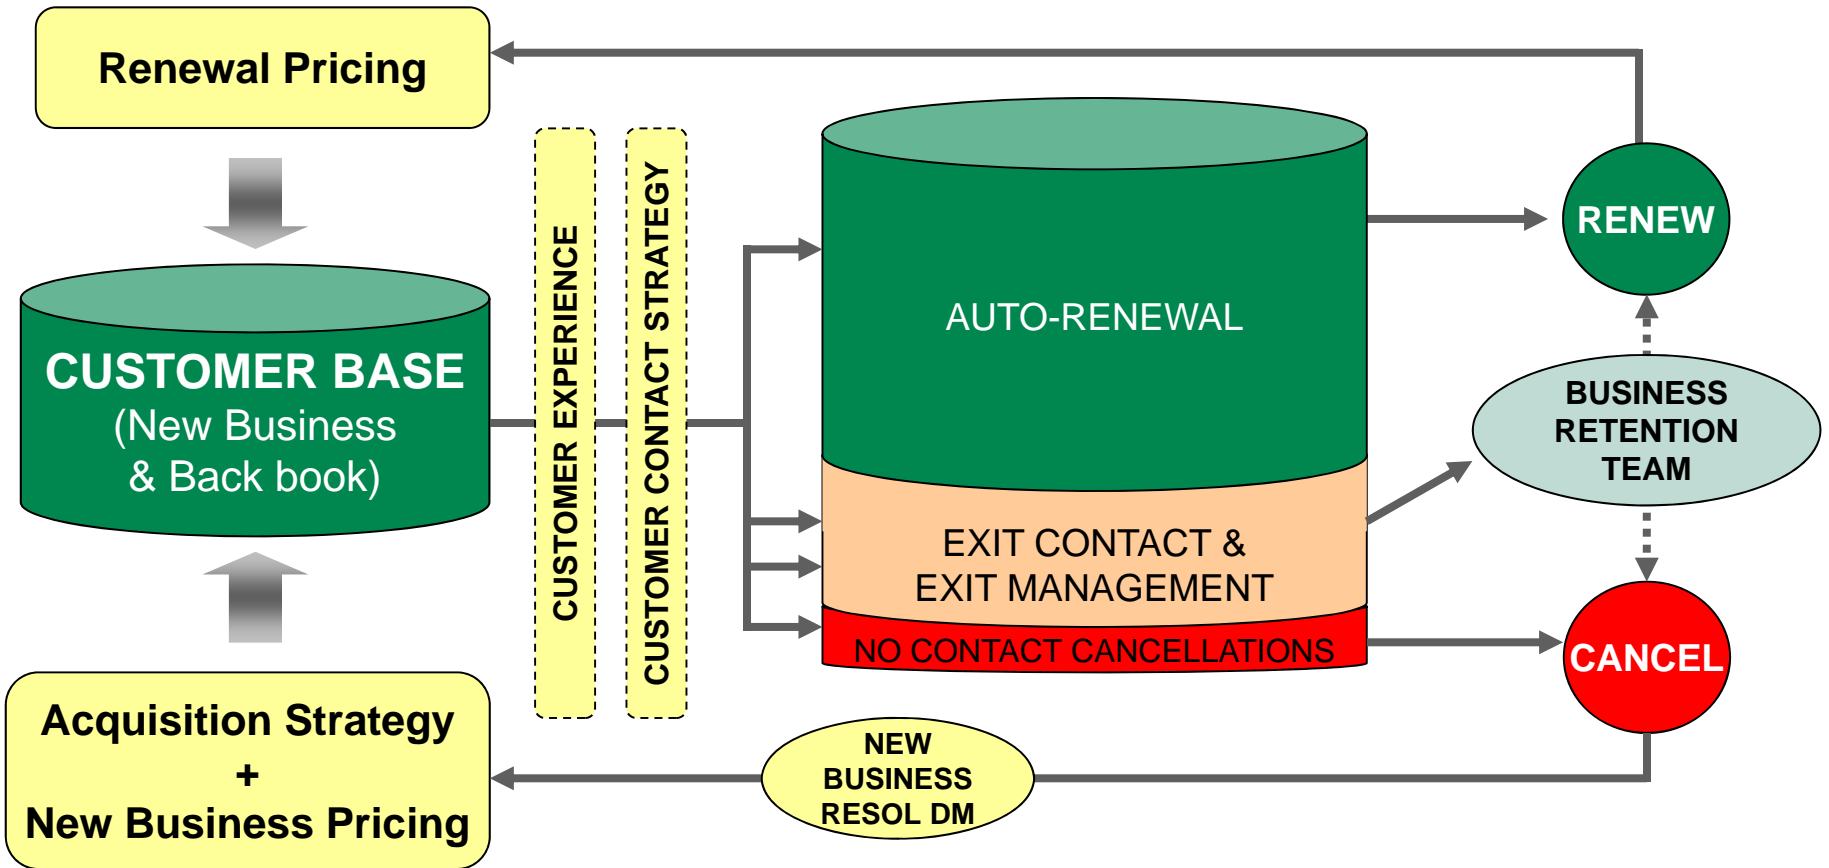 Renewal Pricing
CUSTOMER BASE
(New Business
& Back book)
Acquisition Strategy
+
New Business Pricing
CUSTOMER EXPERIENCE
CUSTOMER CONTACT STRATEGY
AUTO-RENEWAL
EXIT CONTACT &
EXIT MANAGEMENT
NO CONTACT CANCELLATIONS
RENEW
BUSINESS
RETENTION
TEAM
CANCEL
NEW
BUSINESS
RESOL DM